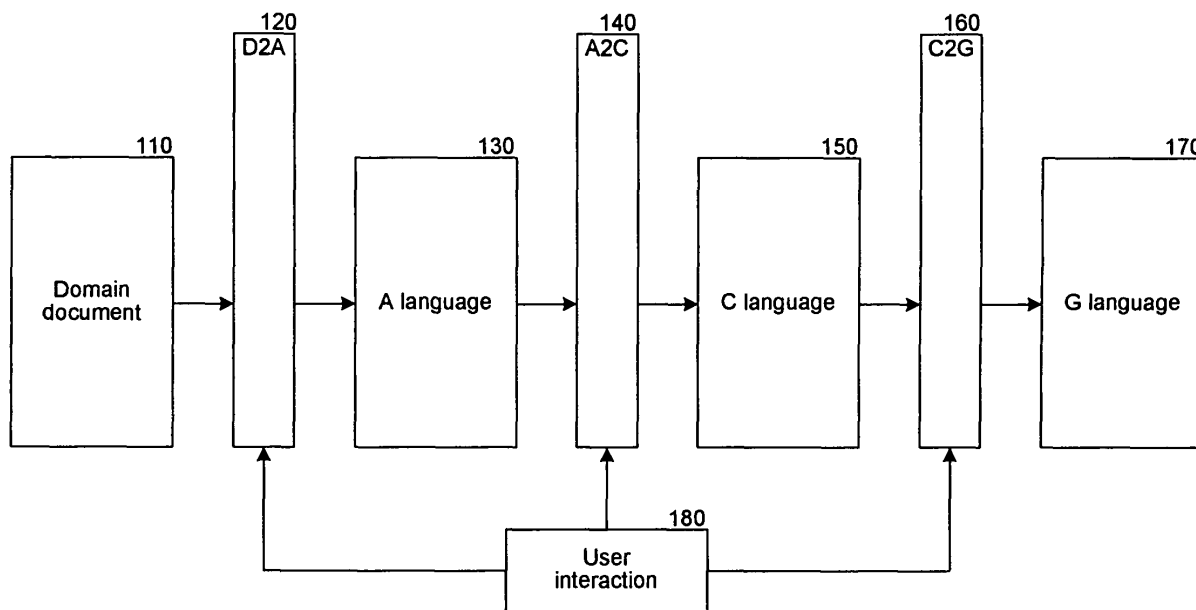 120
D2A
140
A2C
160
C2G
110
Domain
document
130
A language
150
C language
170
G language
180
User
interaction